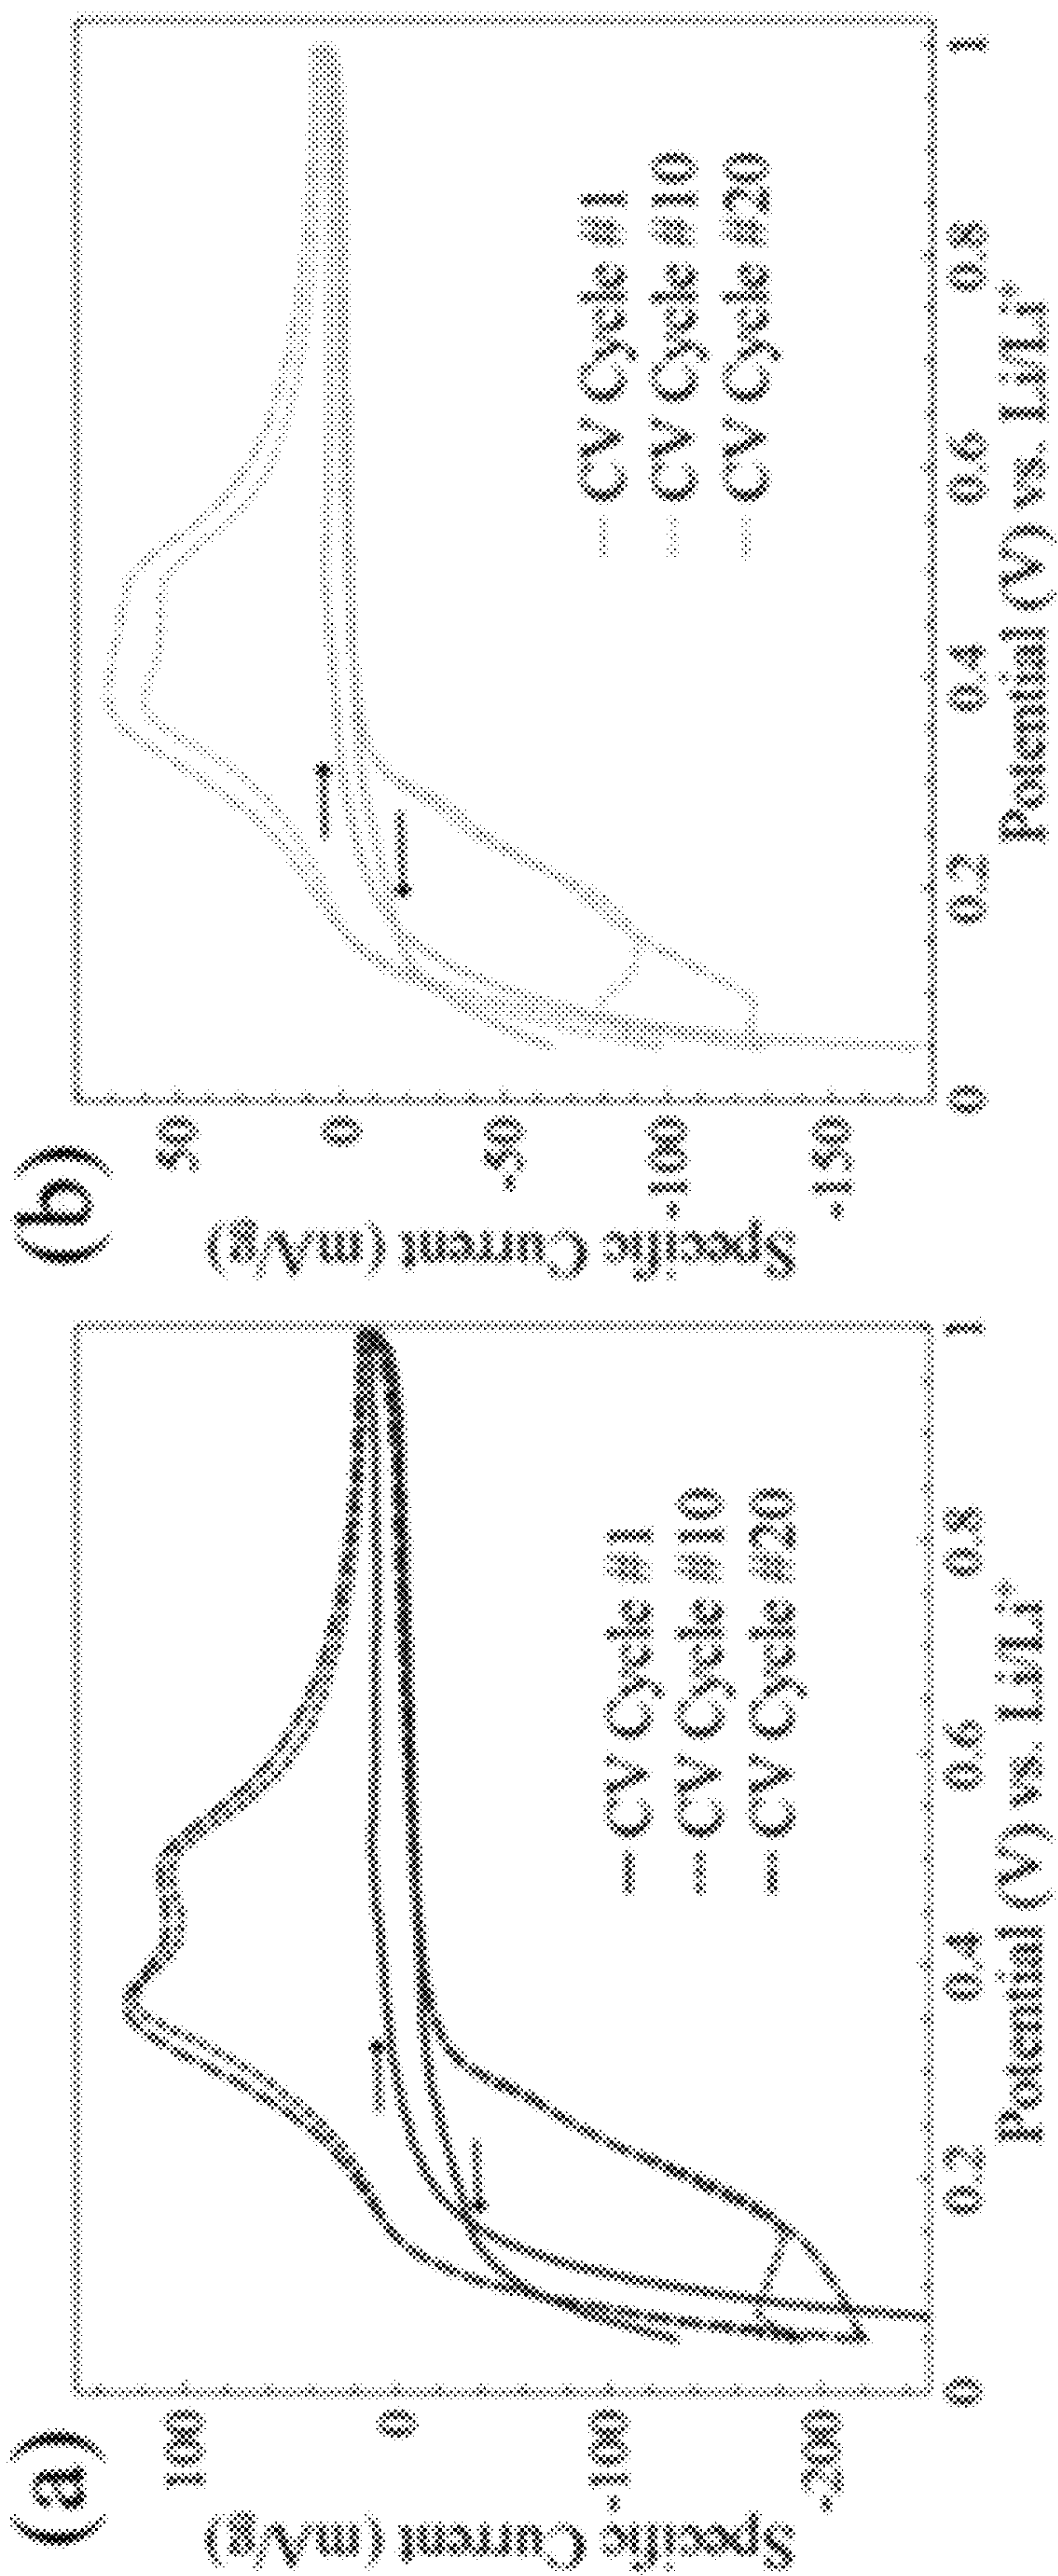 (a)
Specific Current (mA/g)
100
0
-100
-200
CV Cycle #1
CV Cycle #10
CV Cycle #20
0
0.2
0.4
0.6
0.8
1
Potential (V) vs. Li/Li⁺
(b)
Specific Current (mA/g)
50
0
-50
-100
-150
CV Cycle #1
CV Cycle #10
CV Cycle #20
0
0.2
0.4
0.6
0.8
1
Potential (V) vs. Li/Li⁺